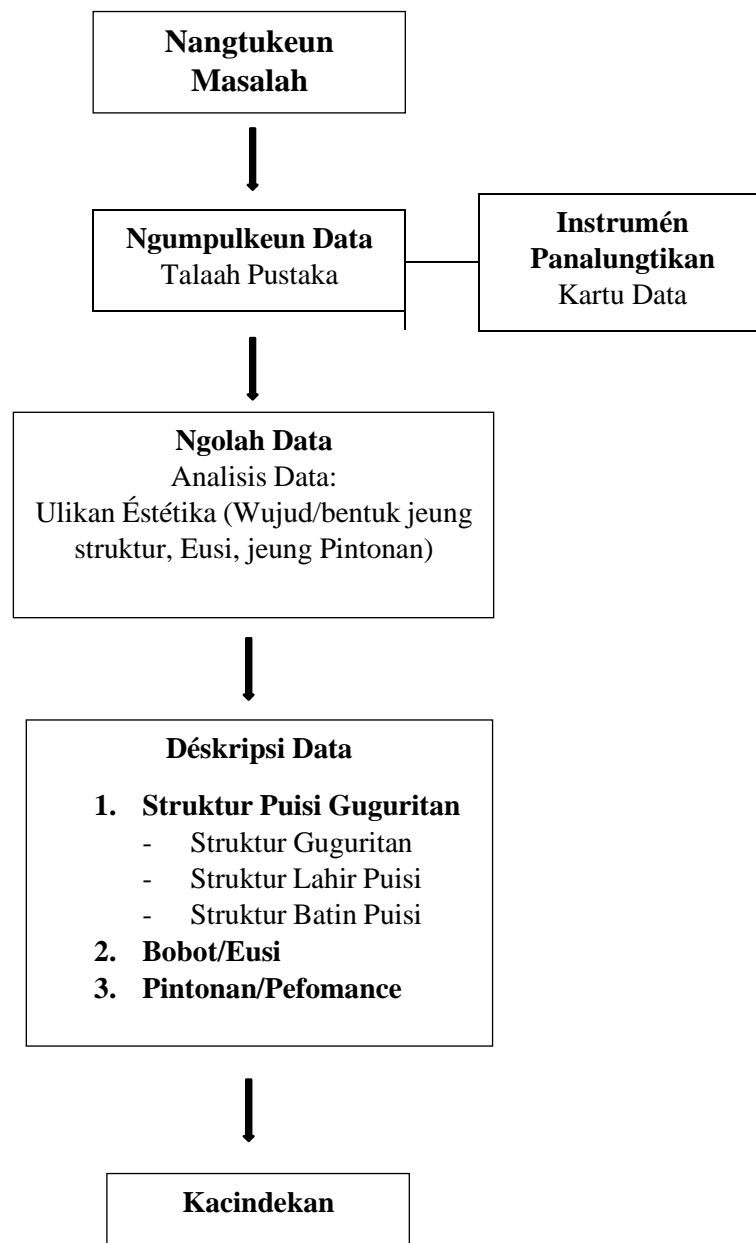 Nangtukeun
Masalah
Ngumpulkeun Data
Talaah Pustaka
Instrumén
Panalungtikan
Kartu Data
Ngolah Data
Analisis Data:
Ulikan Éstétika (Wujud/bentuk jeung
struktur, Eusi, jeung Pintonan)
Déskripsi Data
1. Struktur Puisi Guguritan
- Struktur Guguritan
- Struktur Lahir Puisi
- Struktur Batin Puisi
2. Bobot/Eusi
3. Pintonan/Pefomance
Kacindekan